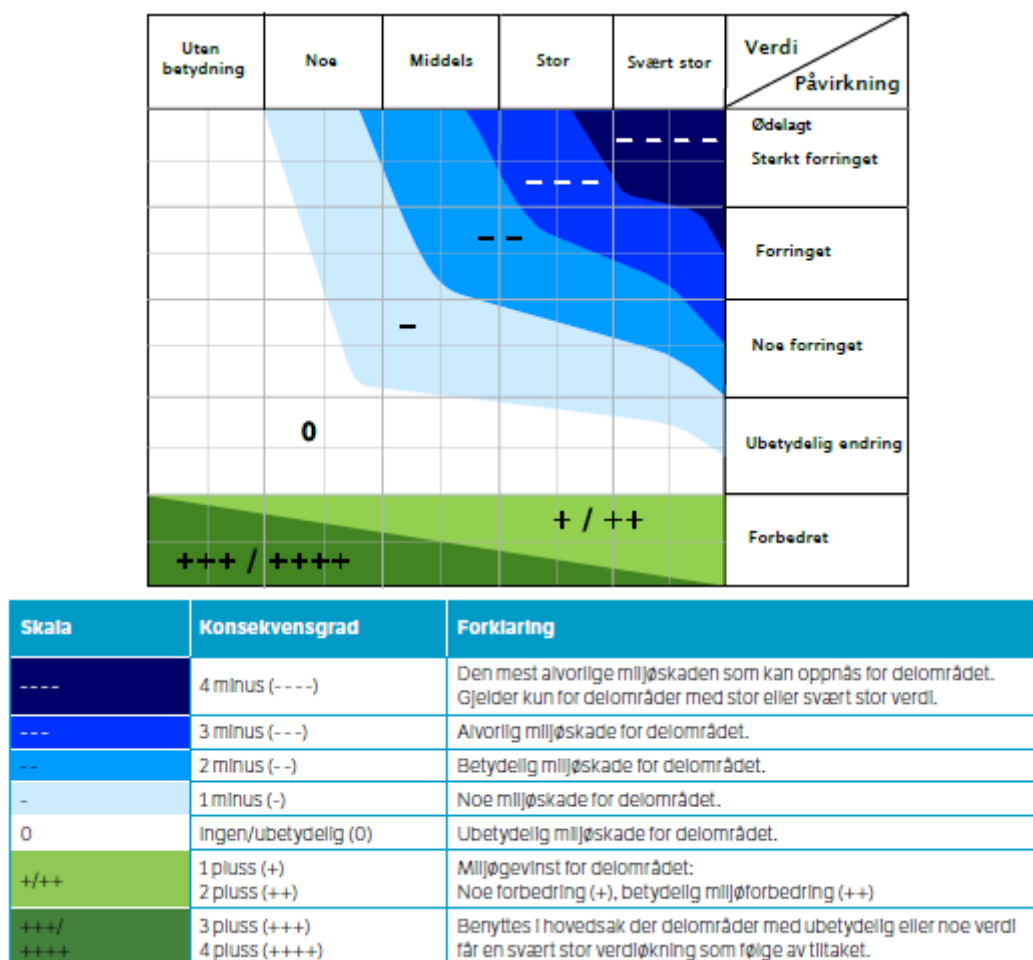 Uten betydning
Noe
Middels
Stor
Svært stor
Verdi
Påvirkning
Ødelagt
Sterkt forringet
– – – –
– – –
– –
Forringet
–
Noe forringet
0
Ubetydelig endring
+ / ++
+++ / ++++
Forbedret
Skala Konsekvensgrad Forklaring
---- 4 minus (----) Den mest alvorlige miljøskaden som kan oppnås for delområdet.
Gjelder kun for delområder med stor eller svært stor verdi.
--- 3 minus (---) Alvorlig miljøskade for delområdet.
-- 2 minus (--) Betydelig miljøskade for delområdet.
- 1 minus (-) Noe miljøskade for delområdet.
0 Ingen/ubetydelig (0) Ubetydelig miljøskade for delområdet.
+/++ 1 pluss (+) Miljøgevinst for delområdet:
2 pluss (++) Noe forbedring (+), betydelig miljøforbedring (++)
+++/ 3 pluss (+++) Benyttes i hovedsak der delområder med ubetydelig eller noe verdi
++++ 4 pluss (++++) får en svært stor verdiøkning som følge av tiltaket.